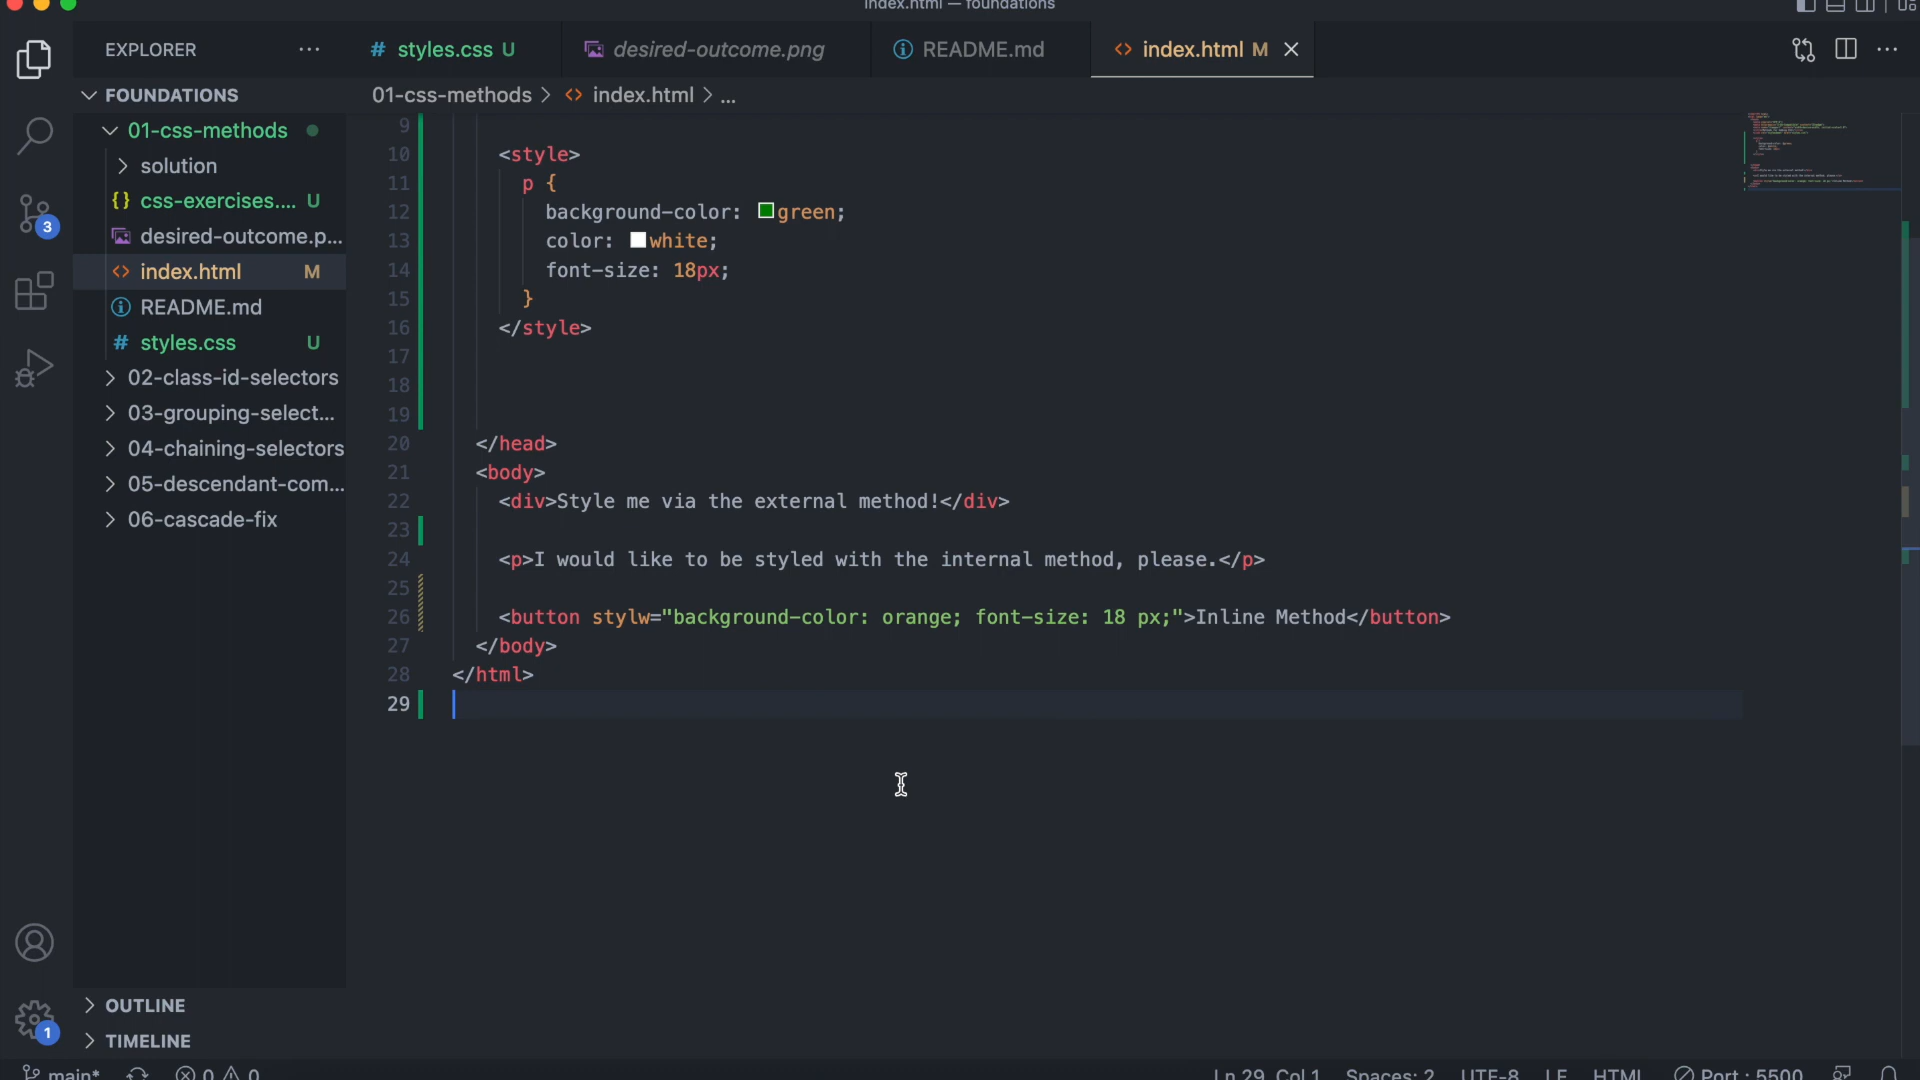 index.html — foundations
EXPLORER
styles.css U
desired-outcome.png
README.md
index.html M
FOUNDATIONS
01-css-methods > <> index.html > ...
01-css-methods
solution
{} css-exercises.... U
desired-outcome.p...
<> index.html M
README.md
# styles.css U
02-class-id-selectors
03-grouping-select...
04-chaining-selectors
05-descendant-com...
06-cascade-fix
3
9
10 <style>
11 p {
12 background-color: green;
13 color: white;
14 font-size: 18px;
15 }
16 </style>
17
18
19
20 </head>
21 <body>
22 <div>Style me via the external method!</div>
23
24 <p>I would like to be styled with the internal method, please.</p>
25
26 <button stylw="background-color: orange; font-size: 18 px;">Inline Method</button>
27 </body>
28 </html>
29
OUTLINE
1
TIMELINE
main* 0 0 Ln 29, Col 1 Spaces: 2 UTF-8 LF HTML Port : 5500